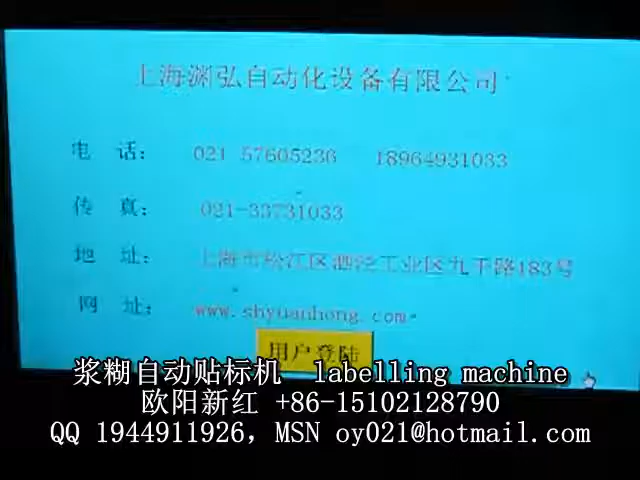 上海渊弘自动化设备有限公司
电 话： 021 57605236 18964931033
传 真： 021-33731033
地 址： 上海市松江区泗泾工业区九干路183号
网 址： www.shyuanhong.com
用户登陆
浆糊自动贴标机 labelling machine
欧阳新红 +86-15102128790
QQ 1944911926，MSN oy021@hotmail.com